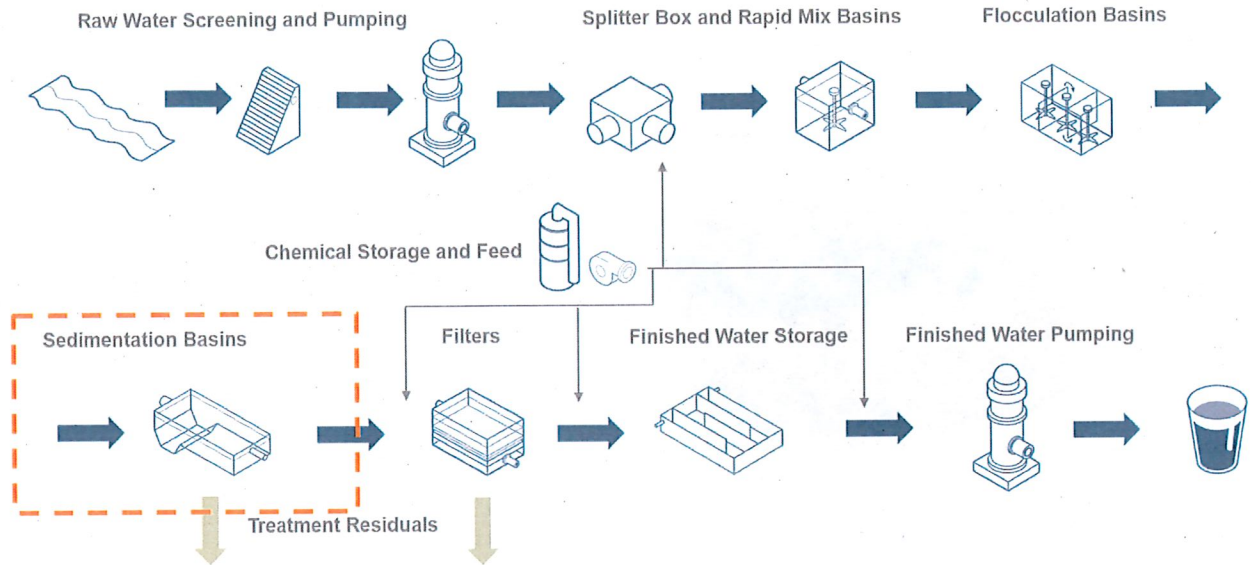 Raw Water Screening and Pumping
Splitter Box and Rapid Mix Basins
Flocculation Basins
Chemical Storage and Feed
Sedimentation Basins
Filters
Finished Water Storage
Finished Water Pumping
Treatment Residuals